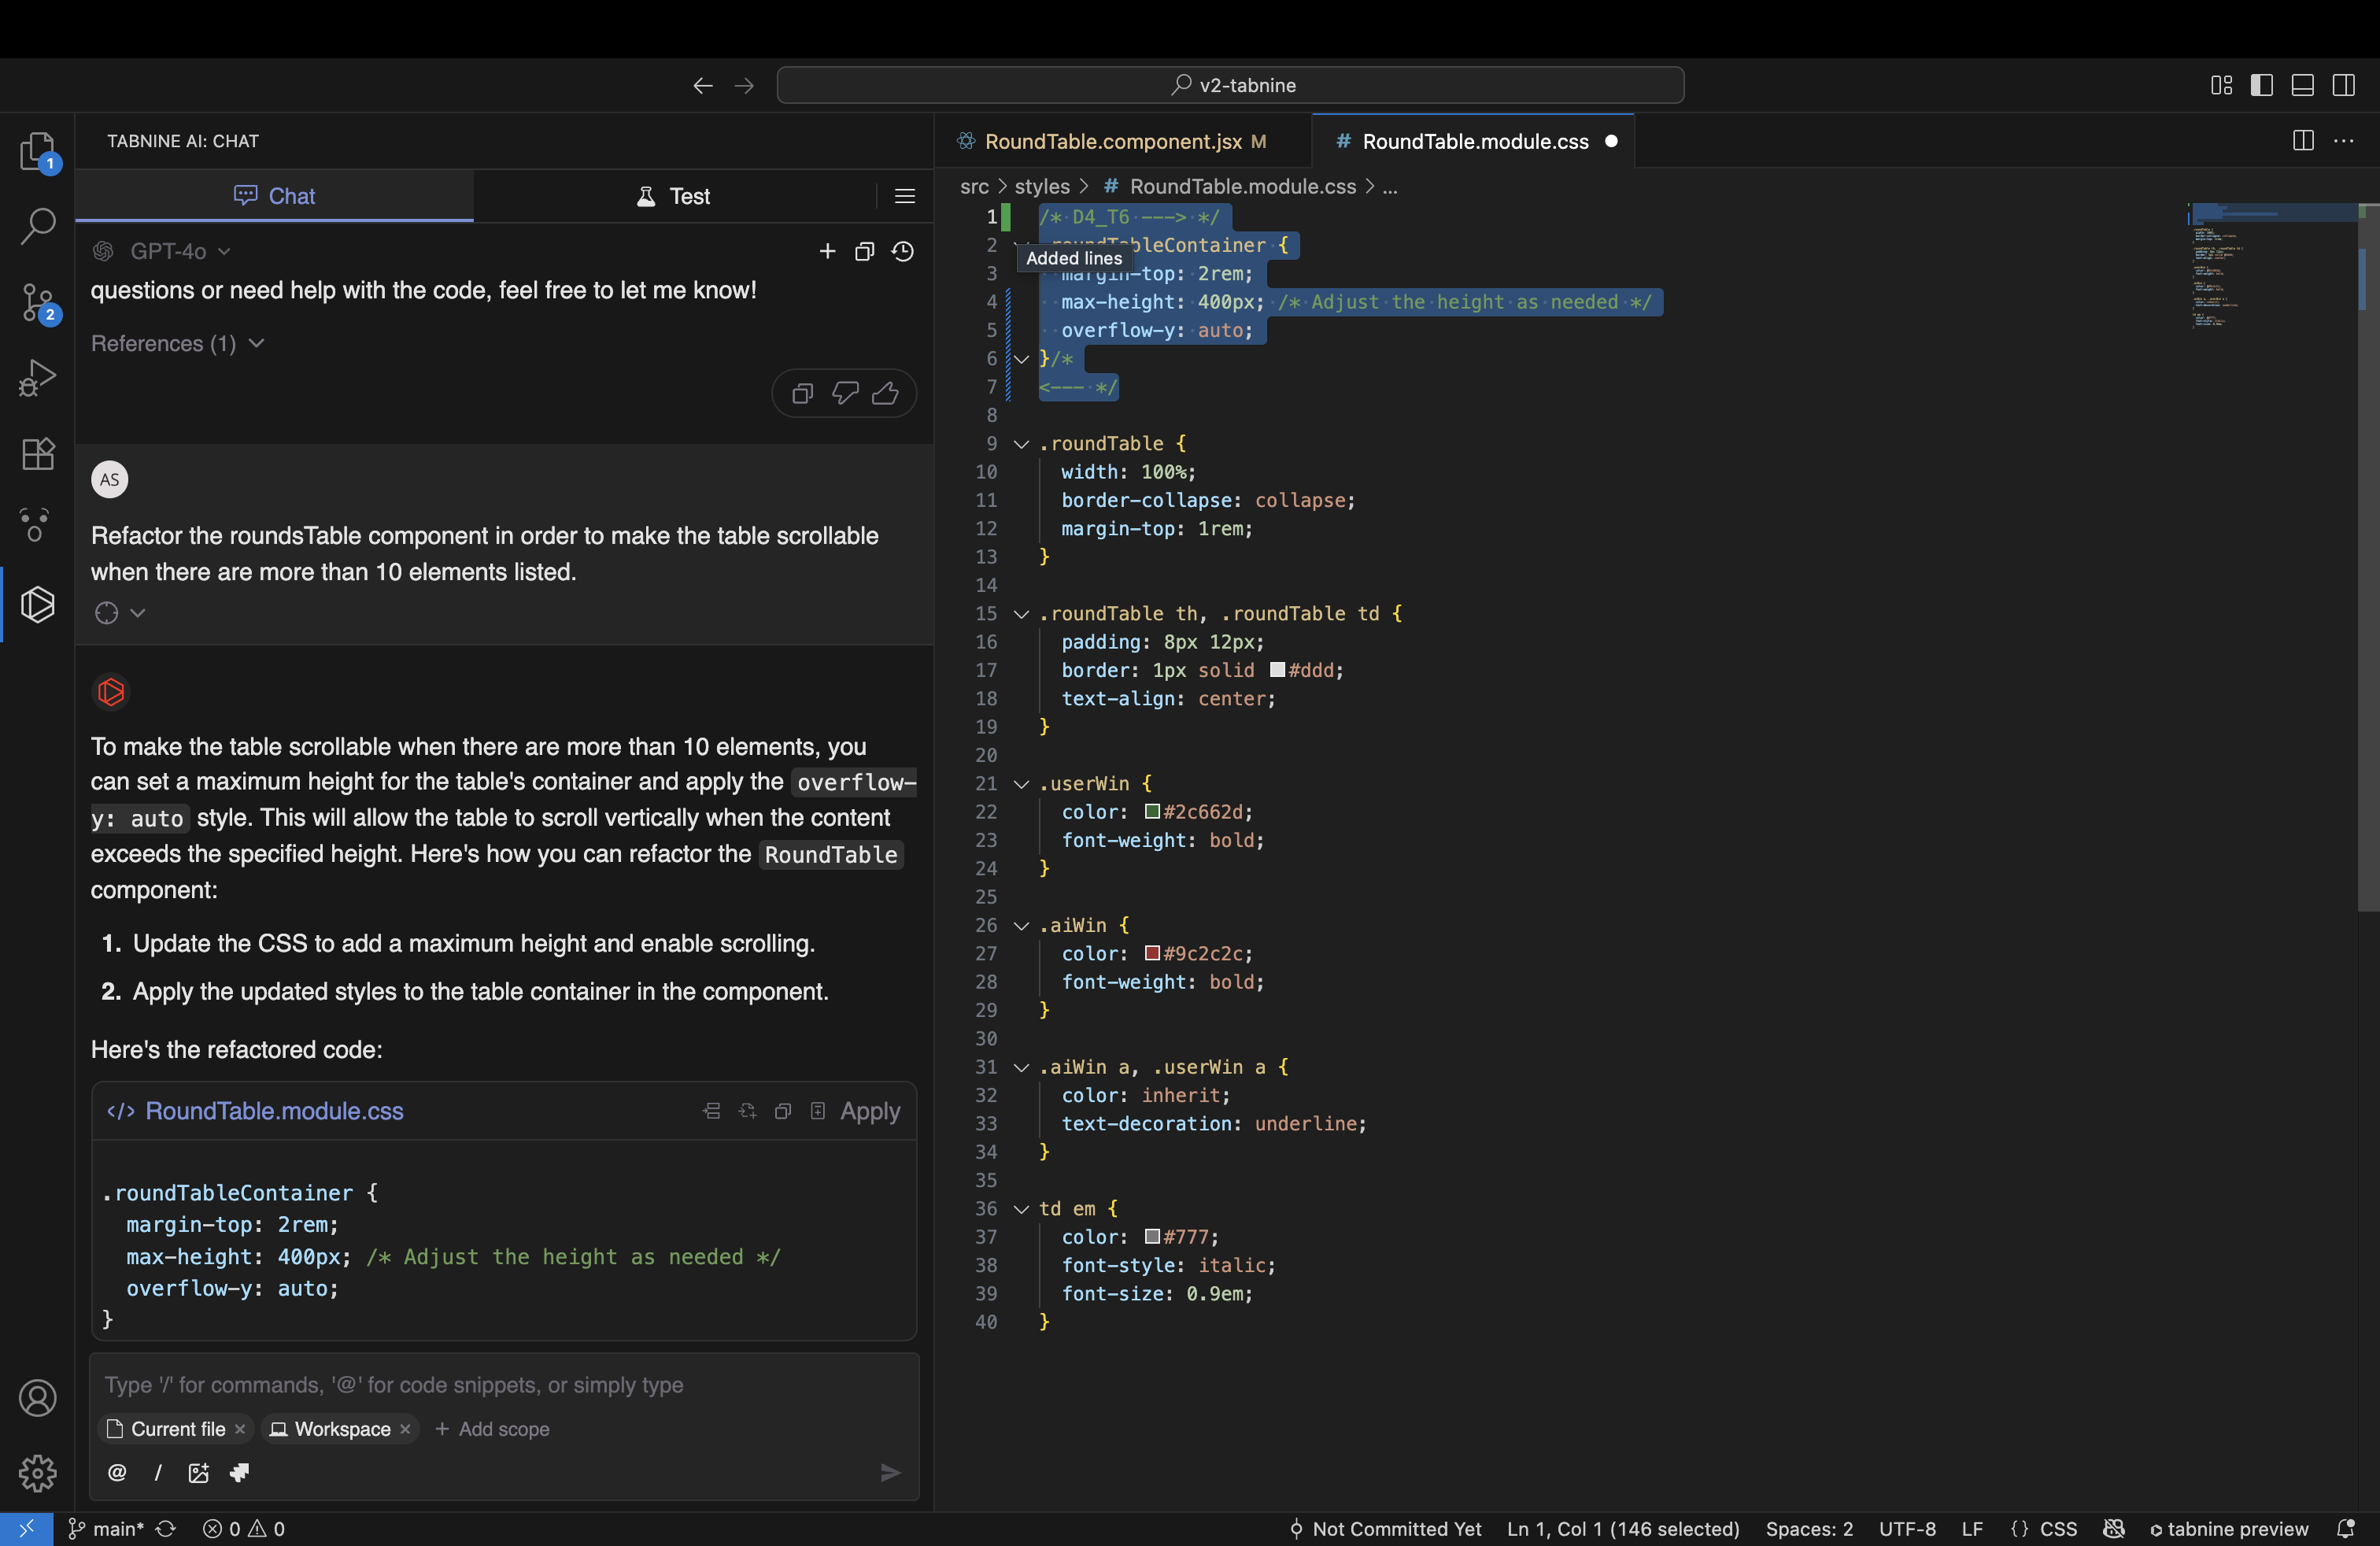 v2-tabnine
TABNINE AI: CHAT
Chat
Test
GPT-4o
questions or need help with the code, feel free to let me know!
References (1)
AS
Refactor the roundsTable component in order to make the table scrollable
when there are more than 10 elements listed.
To make the table scrollable when there are more than 10 elements, you
can set a maximum height for the table's container and apply the overflow-
y: auto style. This will allow the table to scroll vertically when the content
exceeds the specified height. Here's how you can refactor the RoundTable
component:
1. Update the CSS to add a maximum height and enable scrolling.
2. Apply the updated styles to the table container in the component.
Here's the refactored code:
</> RoundTable.module.css
Apply
.roundTableContainer {
margin-top: 2rem;
max-height: 400px; /* Adjust the height as needed */
overflow-y: auto;
}
Type '/' for commands, '@' for code snippets, or simply type
Current file × Workspace × + Add scope
@ /
1
2
RoundTable.component.jsx M
# RoundTable.module.css
src > styles > # RoundTable.module.css > ...
1 /* D4_T6 ---> */
2 .roundTableContainer {
Added lines
3 margin-top: 2rem;
4 max-height: 400px; /* Adjust the height as needed */
5 overflow-y: auto;
6 }/*
7 <--- */
8
9 .roundTable {
10 width: 100%;
11 border-collapse: collapse;
12 margin-top: 1rem;
13 }
14
15 .roundTable th, .roundTable td {
16 padding: 8px 12px;
17 border: 1px solid #ddd;
18 text-align: center;
19 }
20
21 .userWin {
22 color: #2c662d;
23 font-weight: bold;
24 }
25
26 .aiWin {
27 color: #9c2c2c;
28 font-weight: bold;
29 }
30
31 .aiWin a, .userWin a {
32 color: inherit;
33 text-decoration: underline;
34 }
35
36 td em {
37 color: #777;
38 font-style: italic;
39 font-size: 0.9em;
40 }
main* 0 0
Not Committed Yet Ln 1, Col 1 (146 selected) Spaces: 2 UTF-8 LF {} CSS tabnine preview